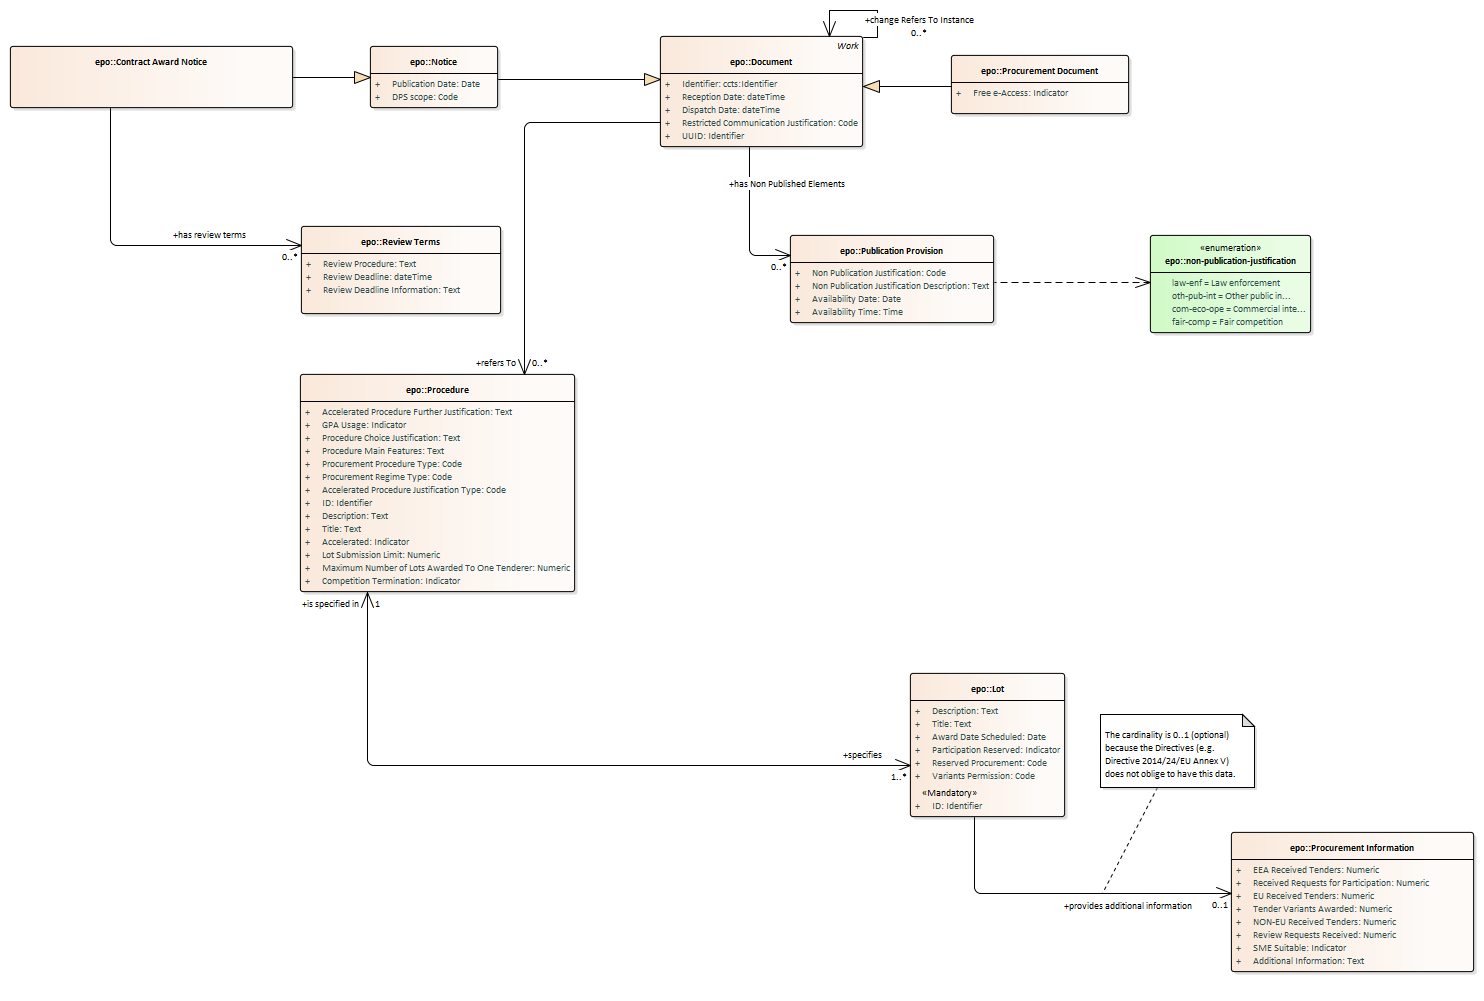 +change Refers To Instance
0..*
epo::Contract Award Notice
epo::Notice
+ Publication Date: Date
+ DPS scope: Code
Work
epo::Document
+ Identifier: ccts:Identifier
+ Reception Date: dateTime
+ Dispatch Date: dateTime
+ Restricted Communication Justification: Code
+ UUID: Identifier
epo::Procurement Document
+ Free e-Access: Indicator
+has Non Published Elements
0..*
+has review terms
0..*
epo::Review Terms
+ Review Procedure: Text
+ Review Deadline: dateTime
+ Review Deadline Information: Text
epo::Publication Provision
+ Non Publication Justification: Code
+ Non Publication Justification Description: Text
+ Availability Date: Date
+ Availability Time: Time
«enumeration»
epo::non-publication-justification
law-enf = Law enforcement
oth-pub-int = Other public in...
com-eco-ope = Commercial inte...
fair-comp = Fair competition
+refers To
0..*
epo::Procedure
+ Accelerated Procedure Further Justification: Text
+ GPA Usage: Indicator
+ Procedure Choice Justification: Text
+ Procedure Main Features: Text
+ Procurement Procedure Type: Code
+ Procurement Regime Type: Code
+ Accelerated Procedure Justification Type: Code
+ ID: Identifier
+ Description: Text
+ Title: Text
+ Accelerated: Indicator
+ Lot Submission Limit: Numeric
+ Maximum Number of Lots Awarded To One Tenderer: Numeric
+ Competition Termination: Indicator
+is specified in
1
+specifies
1..*
epo::Lot
+ Description: Text
+ Title: Text
+ Award Date Scheduled: Date
+ Participation Reserved: Indicator
+ Reserved Procurement: Code
+ Variants Permission: Code
«Mandatory»
+ ID: Identifier
The cardinality is 0..1 (optional)
because the Directives (e.g.
Directive 2014/24/EU Annex V)
does not oblige to have this data.
+provides additional information
0..1
epo::Procurement Information
+ EEA Received Tenders: Numeric
+ Received Requests for Participation: Numeric
+ EU Received Tenders: Numeric
+ Tender Variants Awarded: Numeric
+ NON-EU Received Tenders: Numeric
+ Review Requests Received: Numeric
+ SME Suitable: Indicator
+ Additional Information: Text